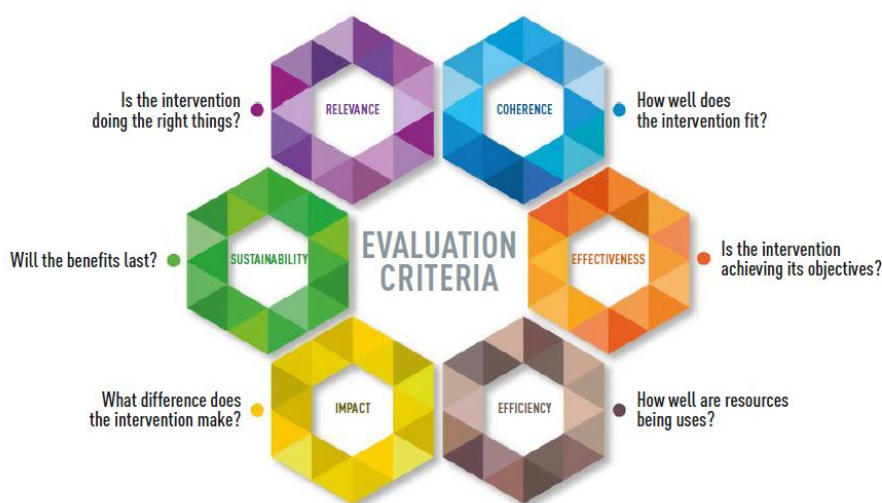 Is the intervention
doing the right things?
RELEVANCE
COHERENCE
How well does
the intervention fit?
Will the benefits last?
SUSTAINABILITY
EVALUATION
CRITERIA
EFFECTIVENESS
Is the intervention
achieving its objectives?
What difference does
the intervention make?
IMPACT
EFFICIENCY
How well are resources
being uses?